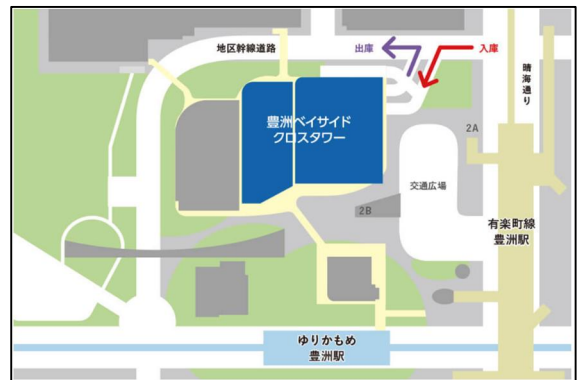 地区幹線道路
出庫
入庫
晴海通り
豊洲ベイサイド
クロスタワー
2A
交通広場
2B
有楽町線
豊洲駅
ゆりかもめ
豊洲駅